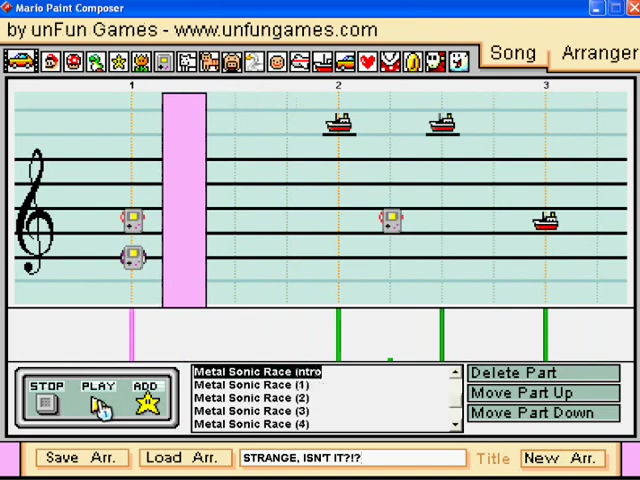 Mario Paint Composer
by unFun Games - www.unfungames.com
Song
Arranger
1 2 3
STOP PLAY ADD
Metal Sonic Race (ntro
Metal Sonic Race (1)
Metal Sonic Race (2)
Metal Sonic Race (3)
Metal Sonic Race (4)
Delete Part
Move Part Up
Move Part Down
Save Arr. Load Arr. STRANGE, ISN'T IT?!? Title New Arr.